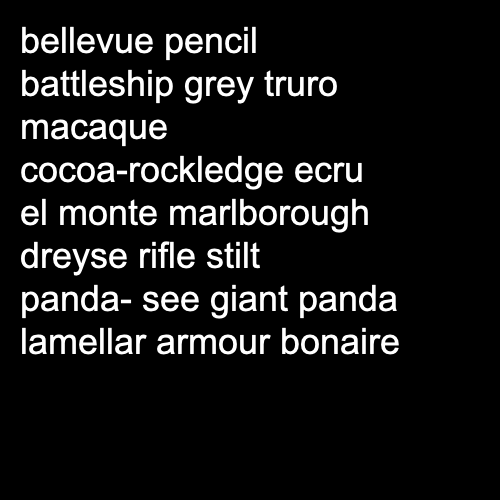 bellevue pencil
battleship grey truro
macaque
cocoa-rockledge ecru
el monte marlborough
dreyse rifle stilt
panda- see giant panda
lamellar armour bonaire